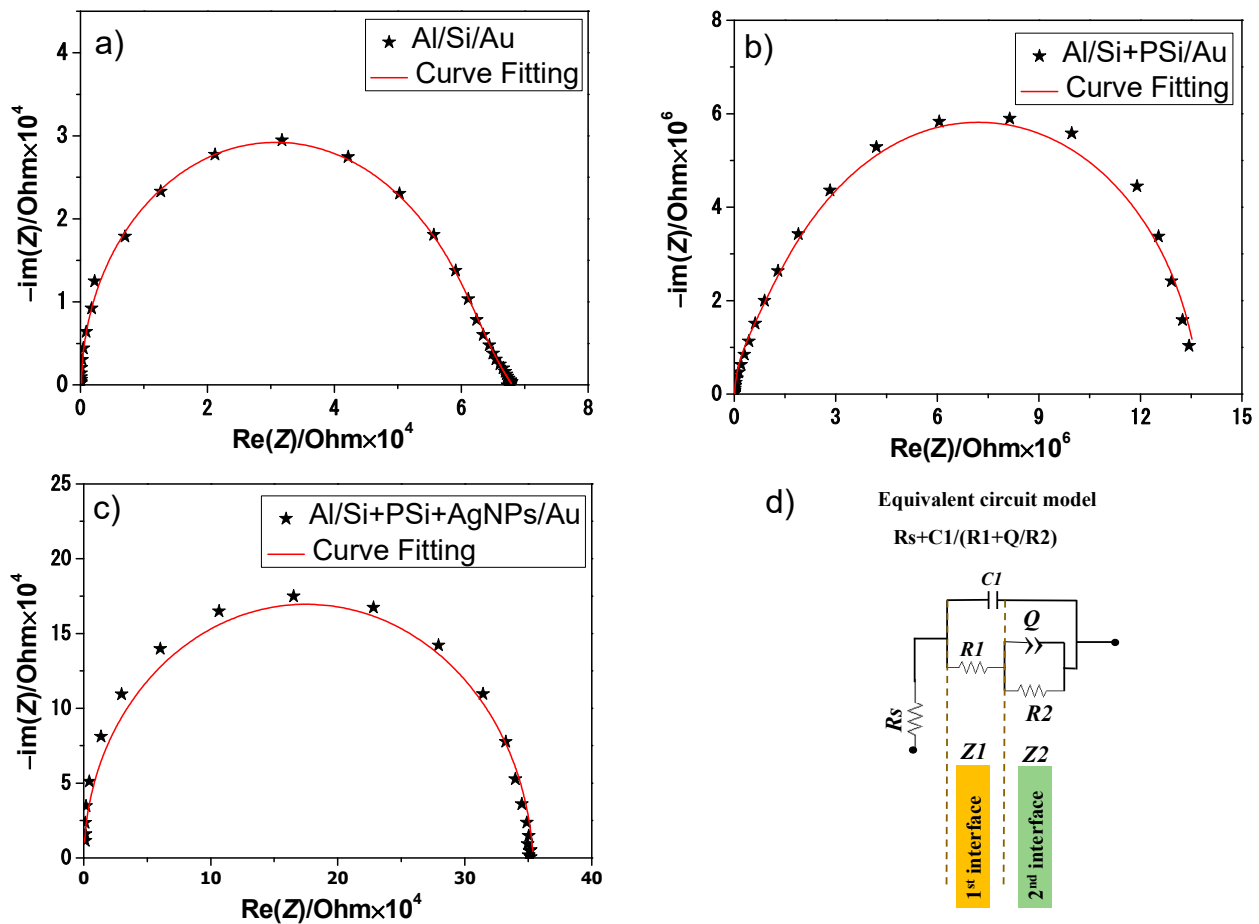 a)
Al/Si/Au
Curve Fitting
–im(Z)/Ohm×10⁴
4
3
2
1
0
0 2 4 6 8
Re(Z)/Ohm×10⁴
b)
Al/Si+PSi/Au
Curve Fitting
–im(Z)/Ohm×10⁶
8
6
4
2
0
0 3 6 9 12 15
Re(Z)/Ohm×10⁶
c)
Al/Si+PSi+AgNPs/Au
Curve Fitting
–im(Z)/Ohm×10⁴
25
20
15
10
5
0
0 10 20 30 40
Re(Z)/Ohm×10⁴
d)
Equivalent circuit model
Rs+C1/(R1+Q/R2)
C1
Q
R1
R2
Rs
Z1 Z2
1st interface
2nd interface